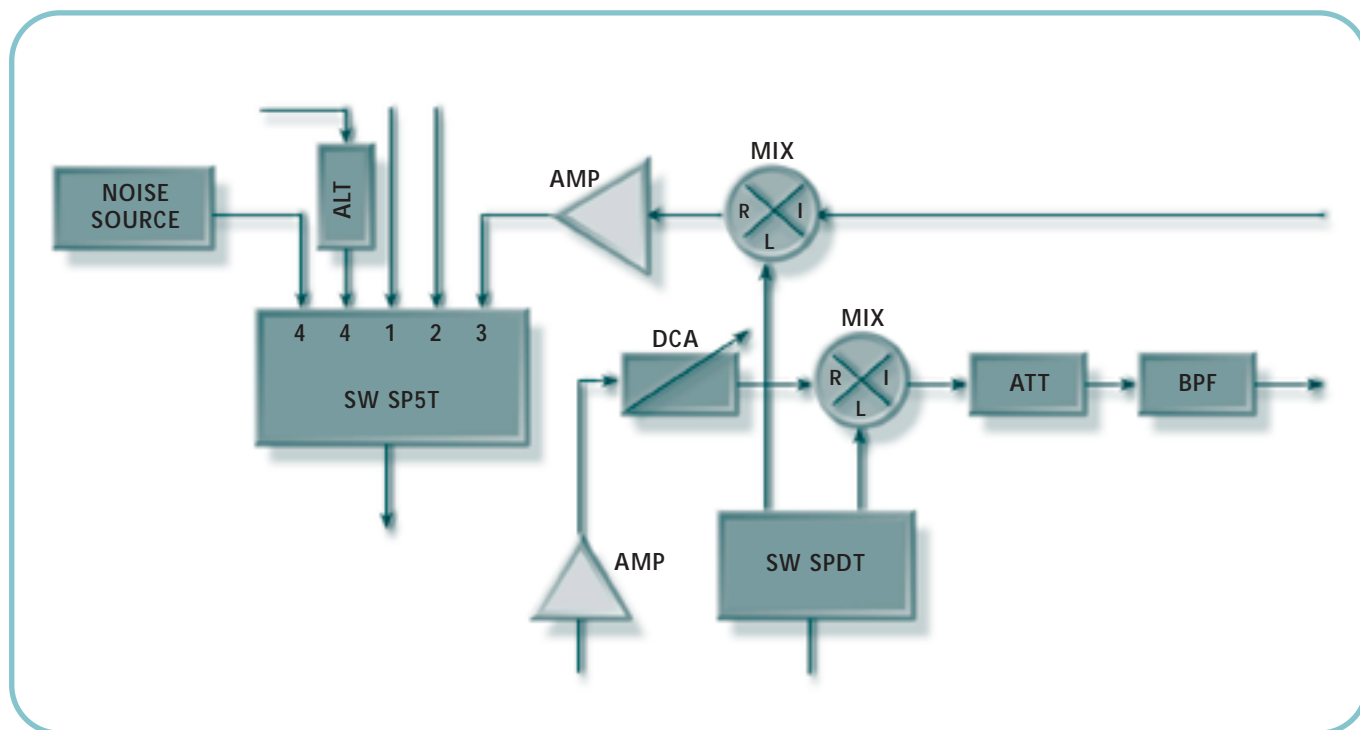 MIX
AMP
NOISE
SOURCE
ALT
R
I
L
4 4 1 2 3
SW SP5T
DCA
MIX
R
I
L
ATT
BPF
AMP
SW SPDT